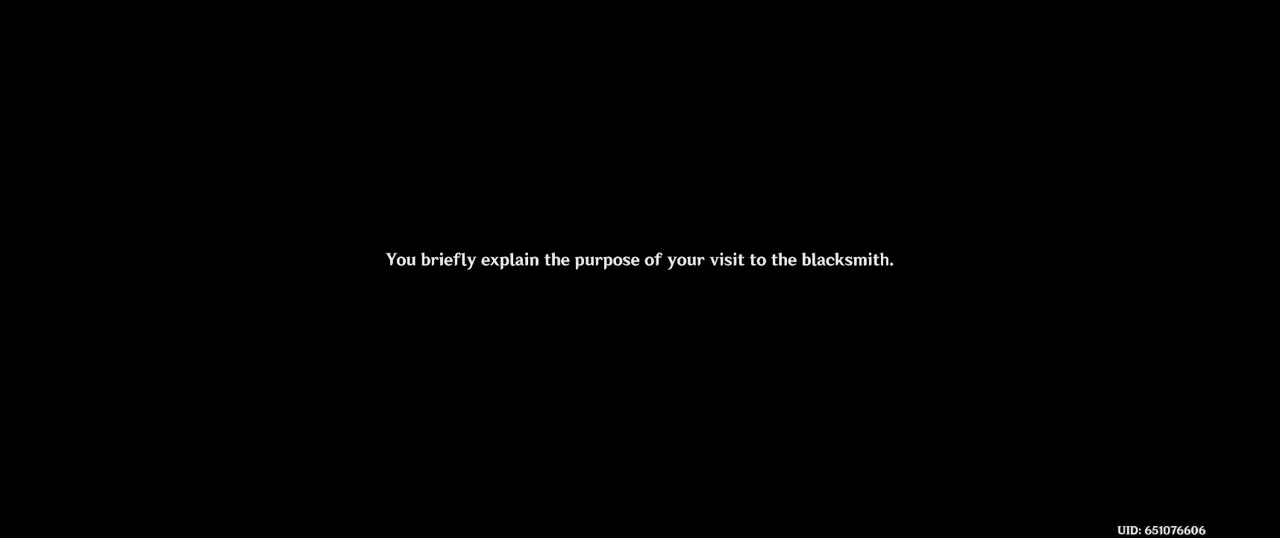 You briefly explain the purpose of your visit to the blacksmith.
UID: 651076606